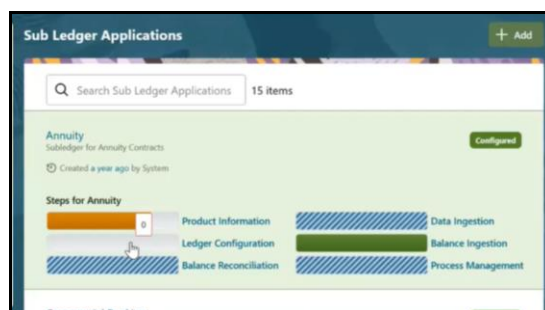 Sub Ledger Applications
+ Add
Search Sub Ledger Applications
15 items
Annuity
Subledger for Annuity Contracts
Configured
Created a year ago by System
Steps for Annuity
0
Product Information
Data Ingestion
Ledger Configuration
Balance Ingestion
Balance Reconciliation
Process Management